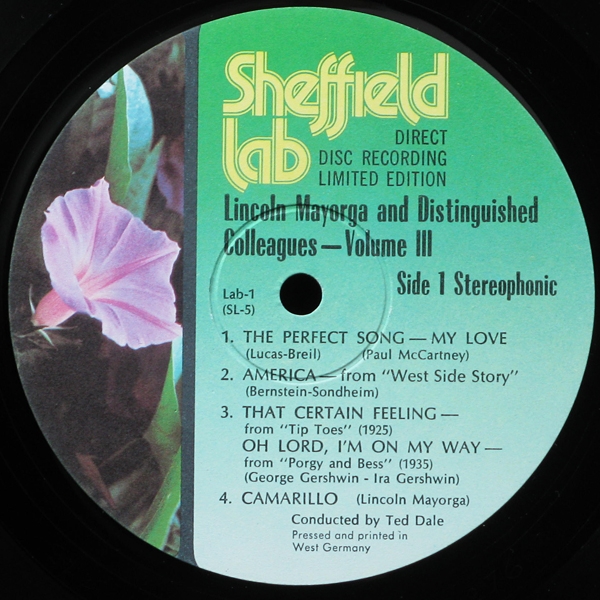 Sheffield
lab
DIRECT
DISC RECORDING
LIMITED EDITION
Lincoln Mayorga and Distinguished
Colleagues—Volume III
Side 1 Stereophonic
Lab-1
(SL-5)
1. THE PERFECT SONG — MY LOVE
(Lucas-Breil) (Paul McCartney)
2. AMERICA — from "West Side Story"
(Bernstein-Sondheim)
3. THAT CERTAIN FEELING —
from "Tip Toes" (1925)
OH LORD, I'M ON MY WAY —
from "Porgy and Bess" (1935)
(George Gershwin - Ira Gershwin)
4. CAMARILLO (Lincoln Mayorga)
Conducted by Ted Dale
Pressed and printed in
West Germany